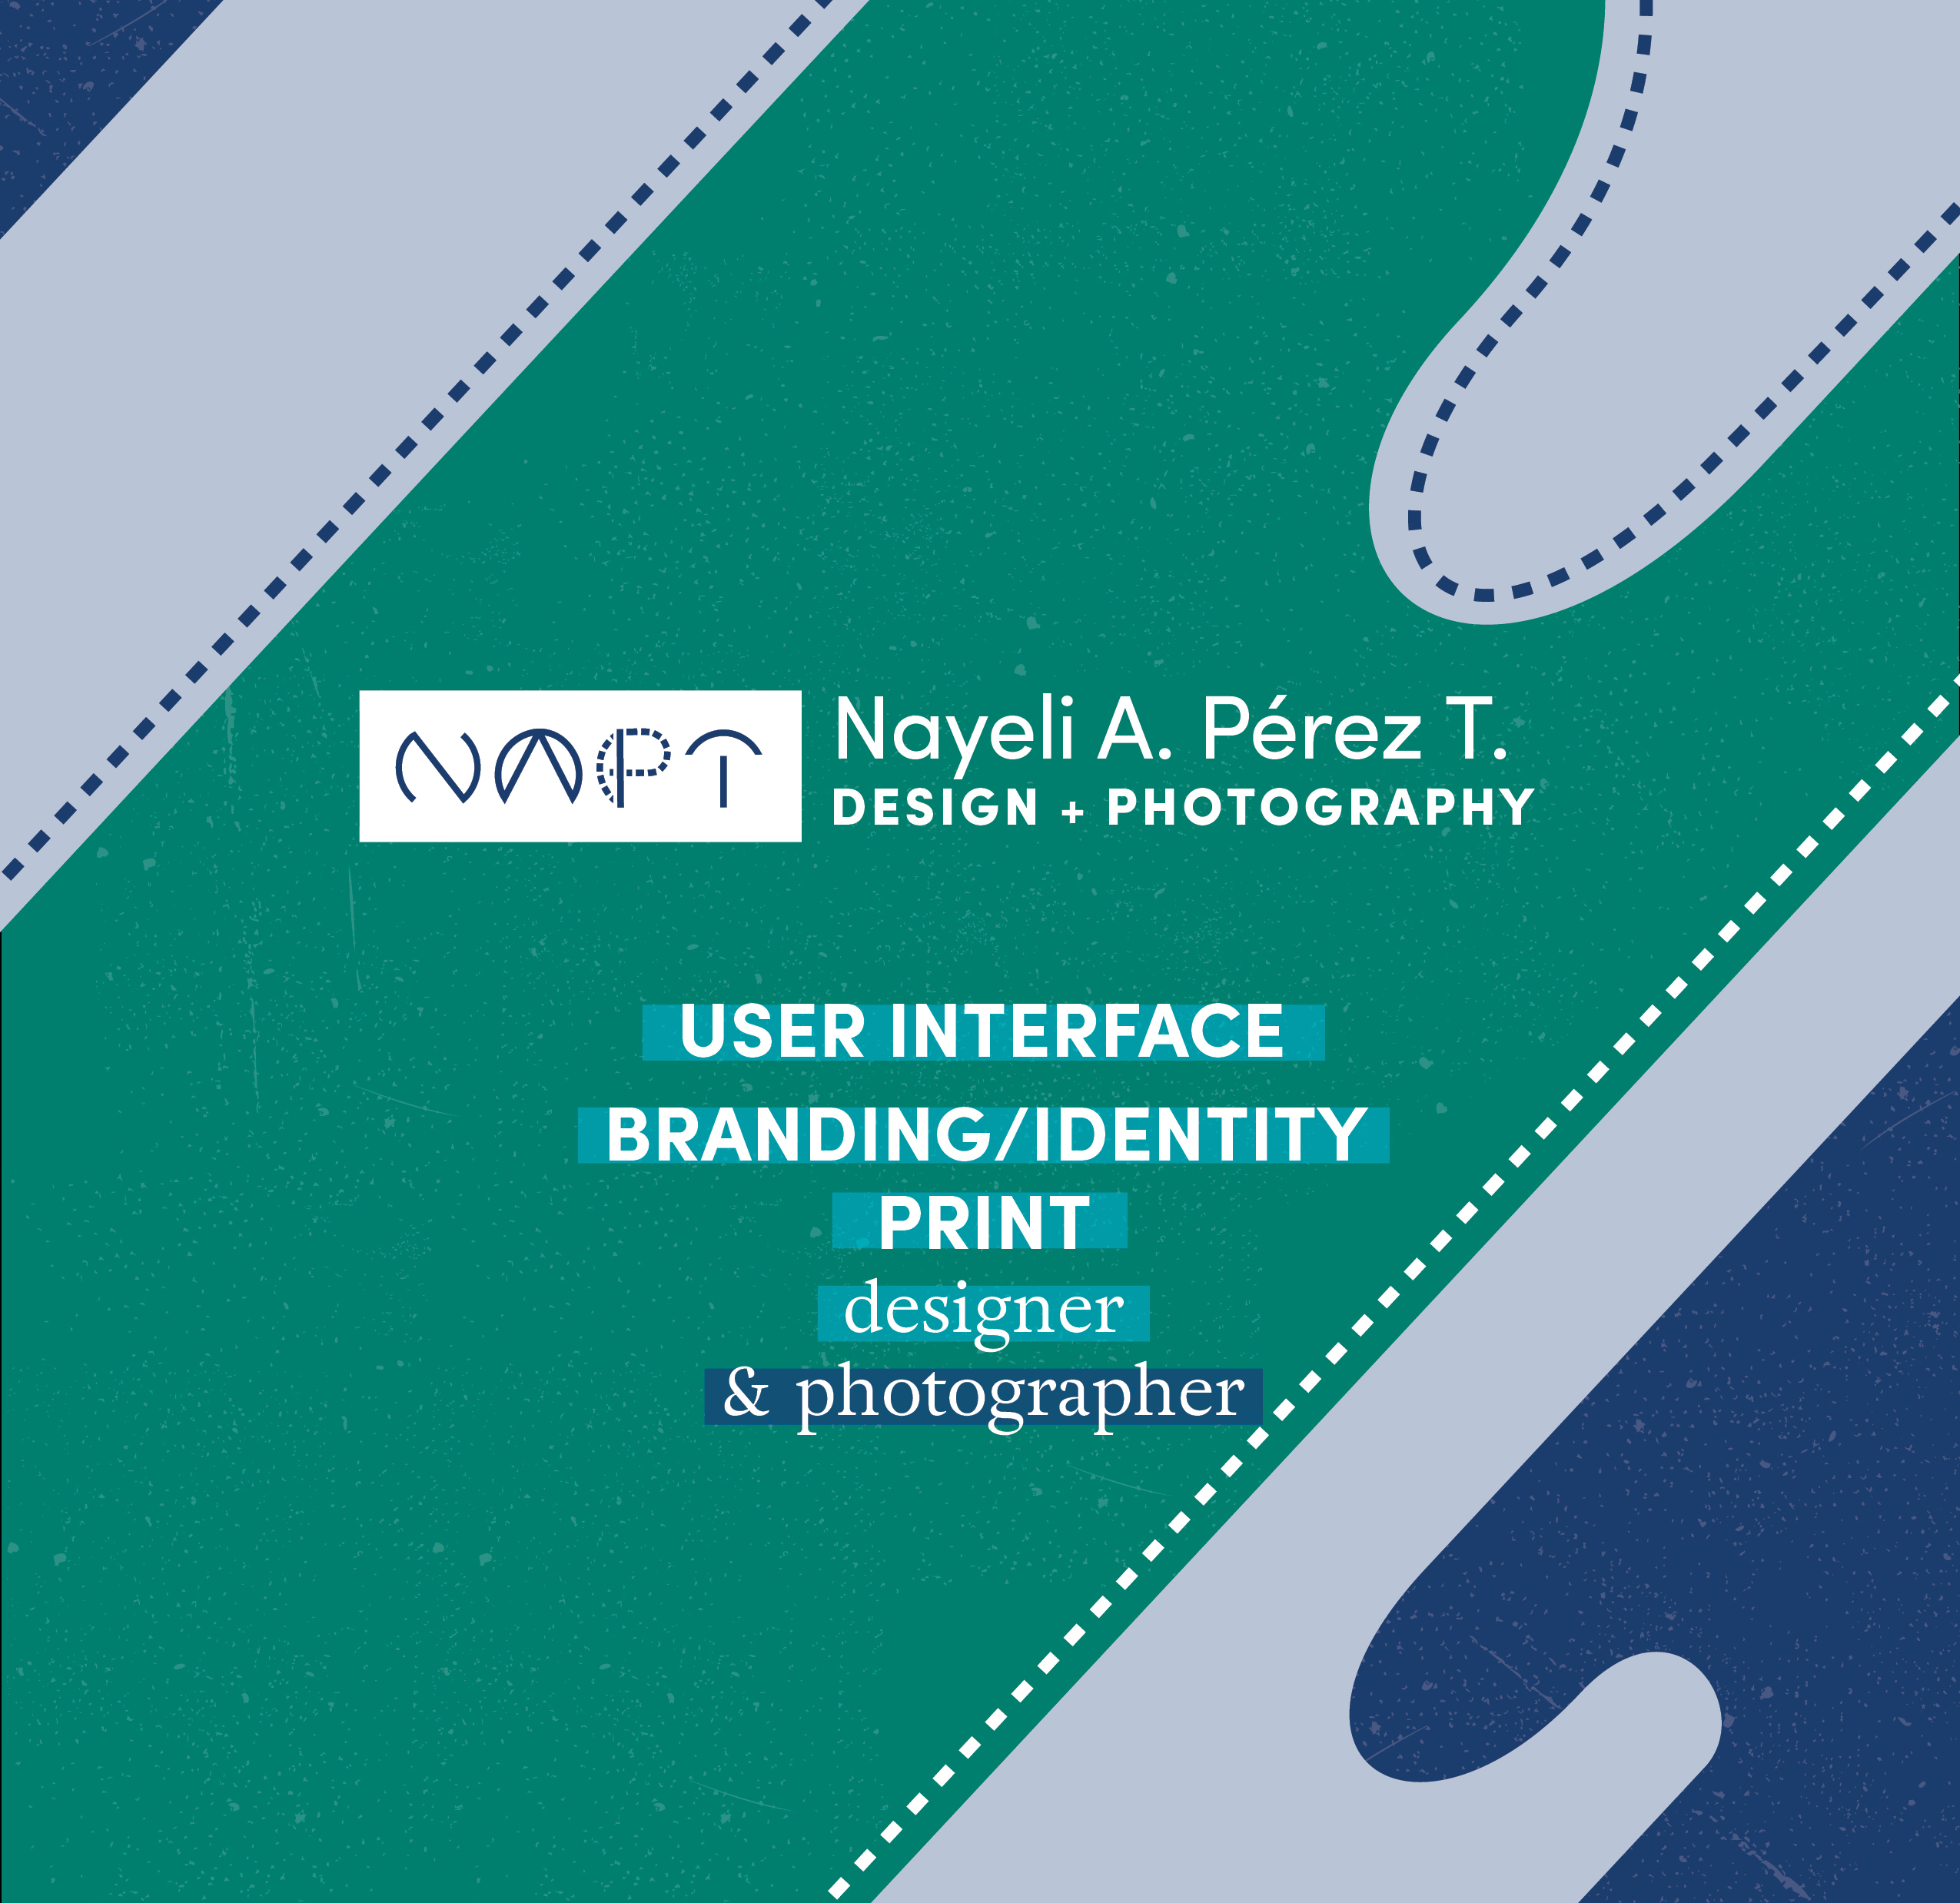 NAPT
Nayeli A. Pérez T.
DESIGN + PHOTOGRAPHY
USER INTERFACE
BRANDING/IDENTITY
PRINT
designer
& photographer